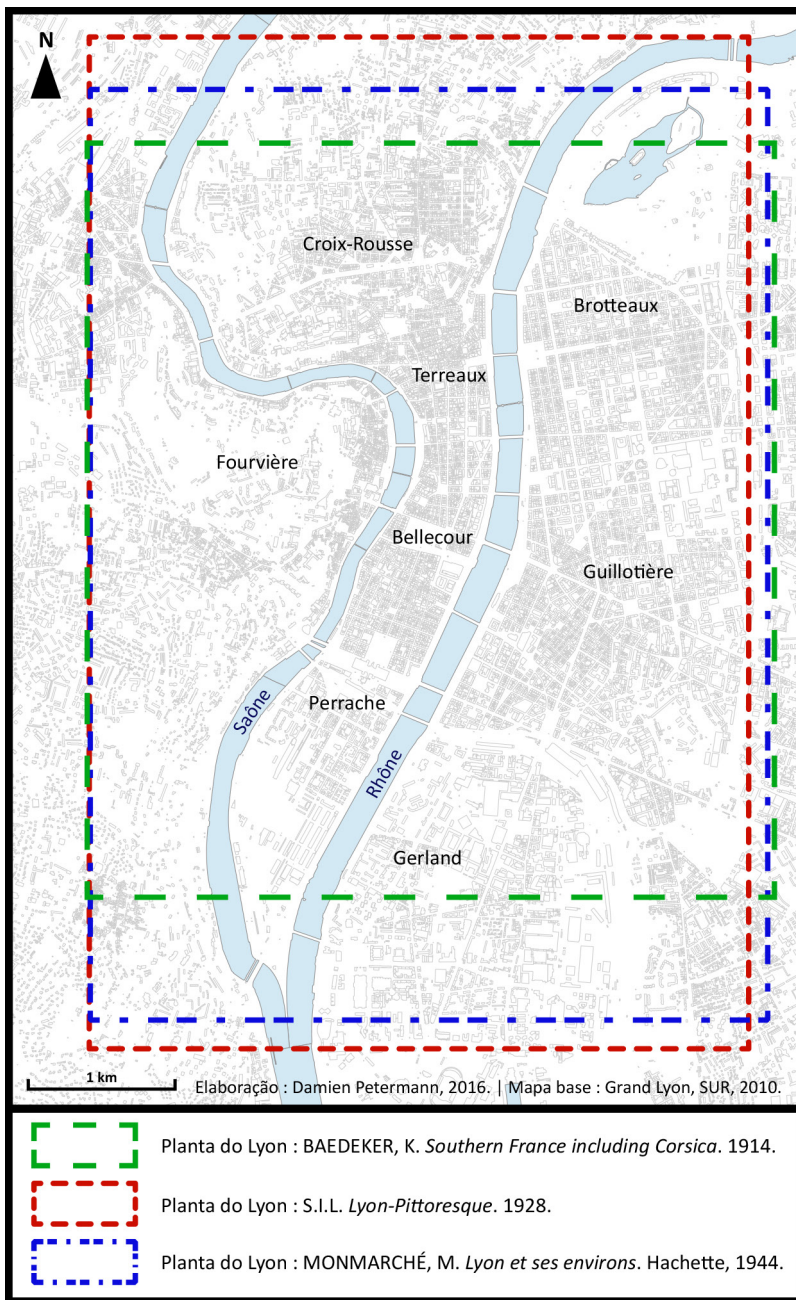 N
Croix-Rousse
Brotteaux
Terreaux
Fourvière
Bellecour
Guillotière
Saône
Perrache
Rhône
Gerland
1 km
Elaboração : Damien Petermann, 2016. | Mapa base : Grand Lyon, SUR, 2010.
Planta do Lyon : BAEDEKER, K. Southern France including Corsica. 1914.
Planta do Lyon : S.I.L. Lyon-Pittoresque. 1928.
Planta do Lyon : MONMARCHÉ, M. Lyon et ses environs. Hachette, 1944.